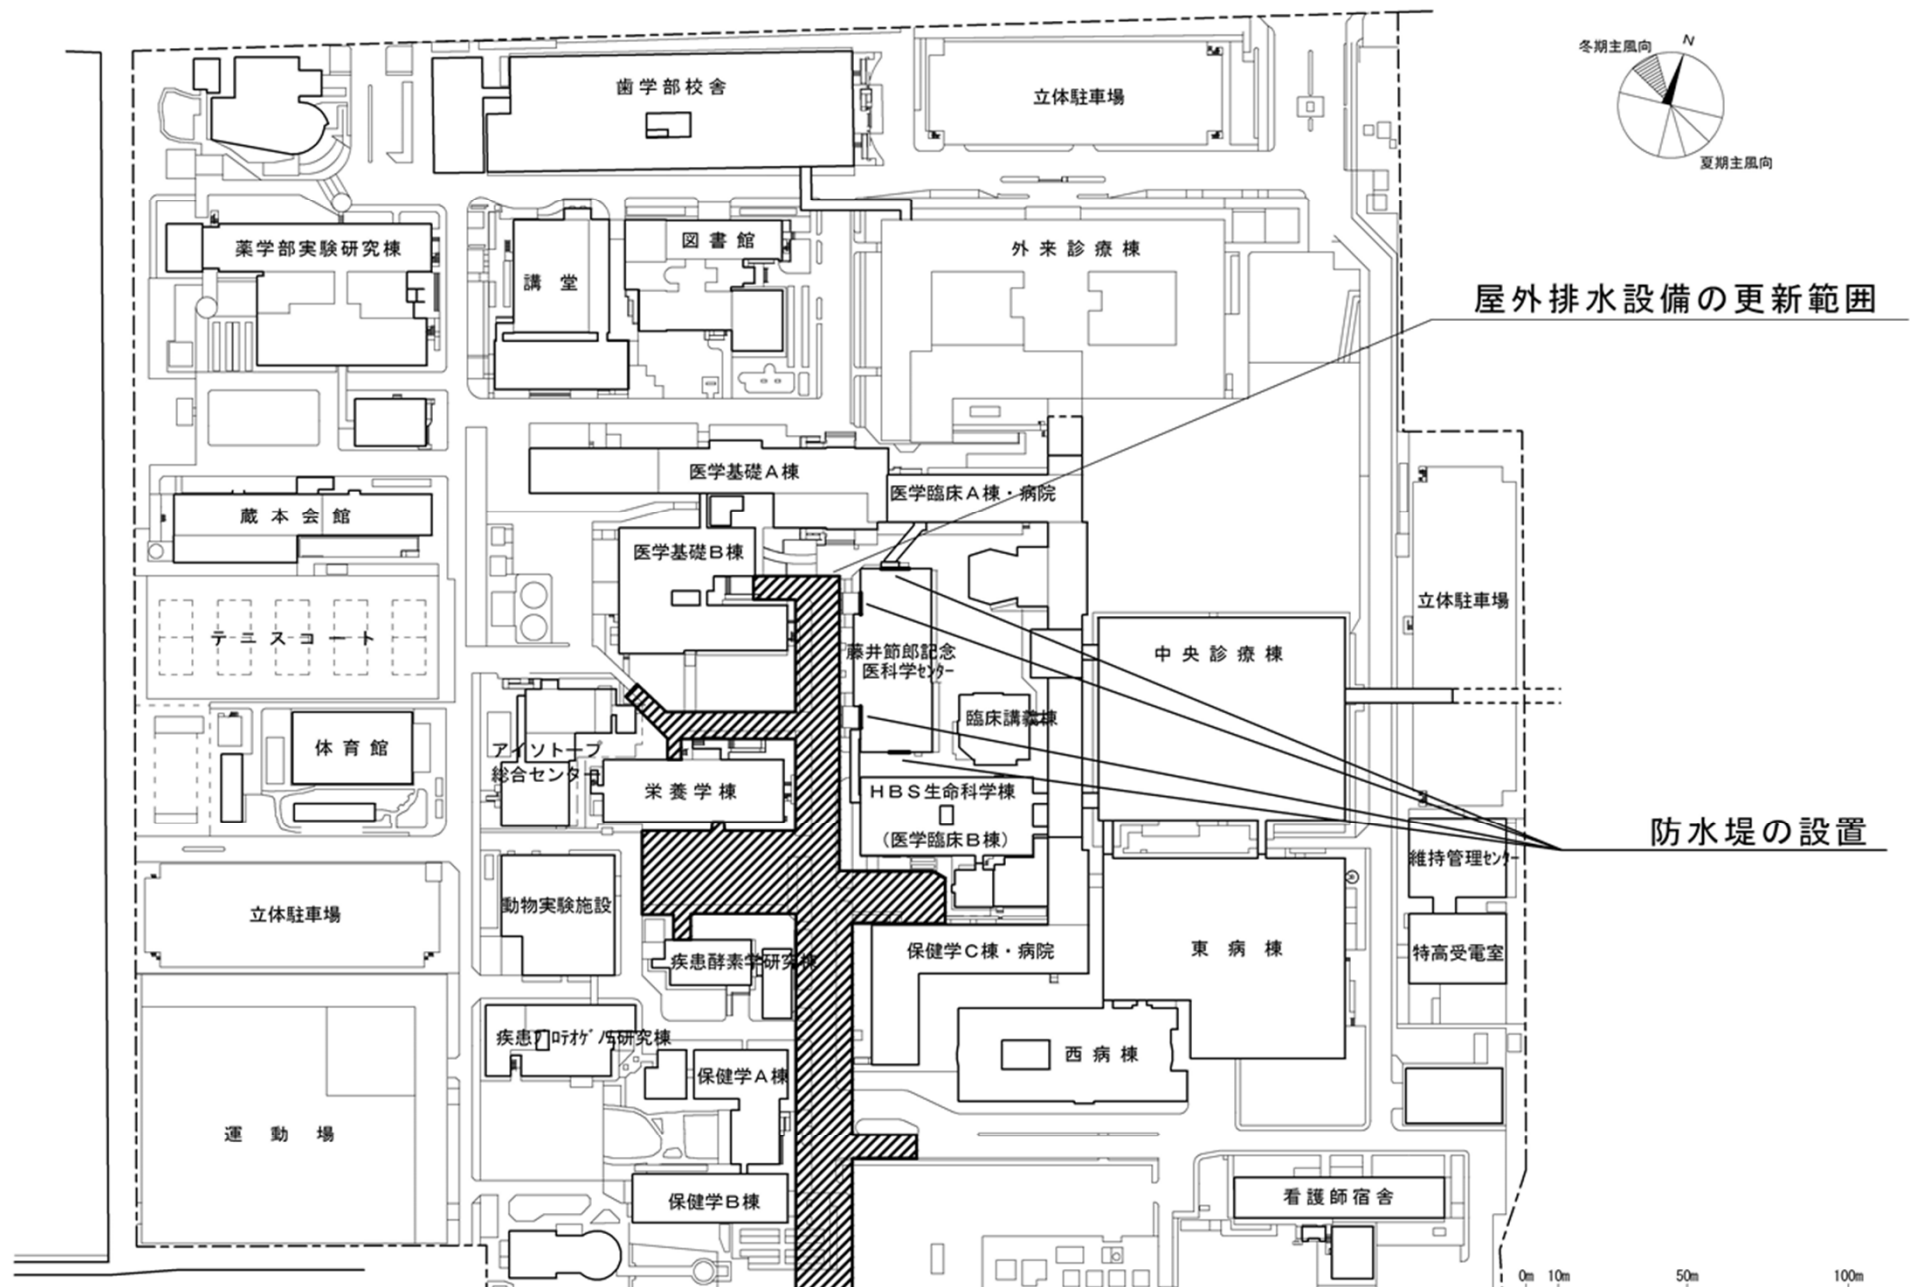 冬期主風向
N
夏期主風向
歯学部校舎
立体駐車場
薬学部実験研究棟
講堂
図書館
外来診療棟
屋外排水設備の更新範囲
医学基礎A棟
医学臨床A棟・病院
蔵本会館
医学基礎B棟
テニスコート
藤井節郎記念
医科学ｾﾝﾀｰ
中央診療棟
立体駐車場
臨床講義棟
体育館
アイソトープ
総合センター
栄養学棟
HBS生命科学棟
(医学臨床B棟)
防水堤の設置
維持管理ｾﾝﾀｰ
立体駐車場
動物実験施設
疾患酵素学研究棟
保健学C棟・病院
東病棟
特高受電室
疾患ﾌﾟﾛﾃｵｹﾞﾉﾑ研究棟
西病棟
保健学A棟
運動場
保健学B棟
看護師宿舎
0m 10m 50m 100m